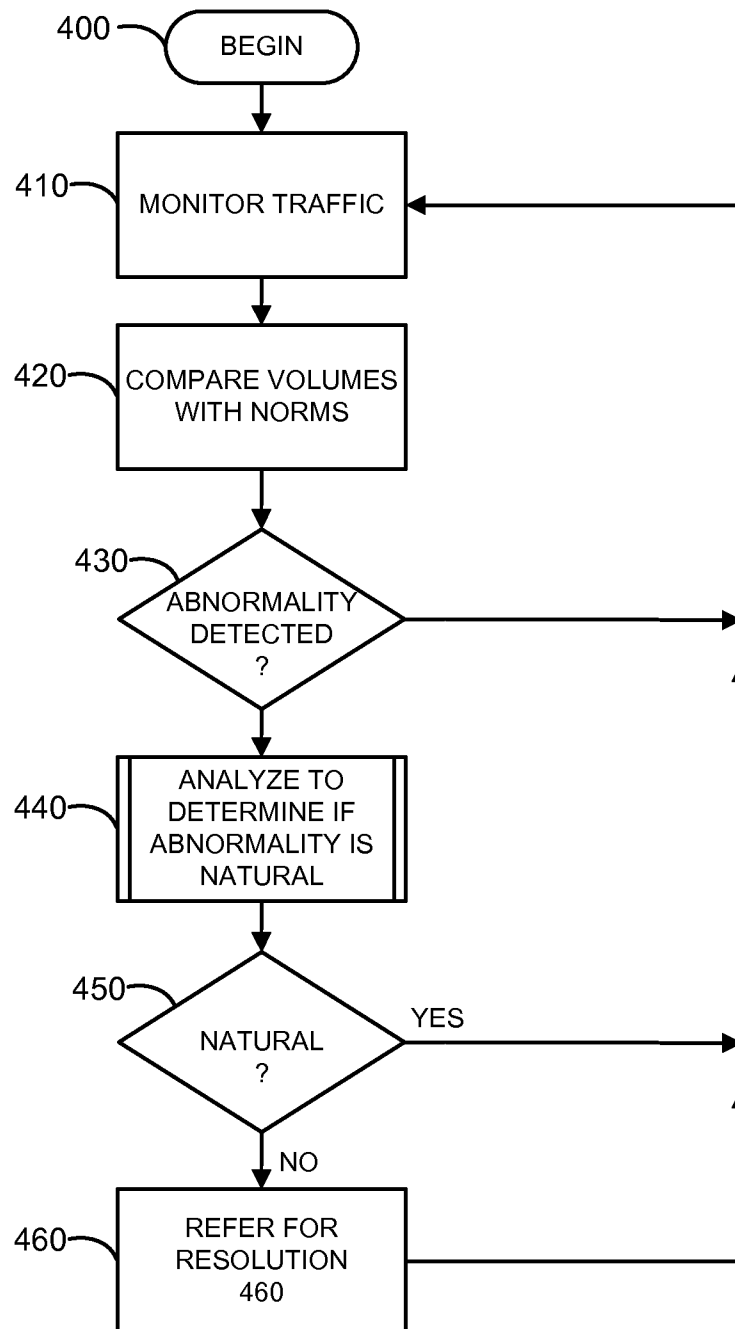 400
BEGIN
410
MONITOR TRAFFIC
420
COMPARE VOLUMES
WITH NORMS
430
ABNORMALITY
DETECTED
?
440
ANALYZE TO
DETERMINE IF
ABNORMALITY IS
NATURAL
450
NATURAL
?
YES
NO
460
REFER FOR
RESOLUTION
460